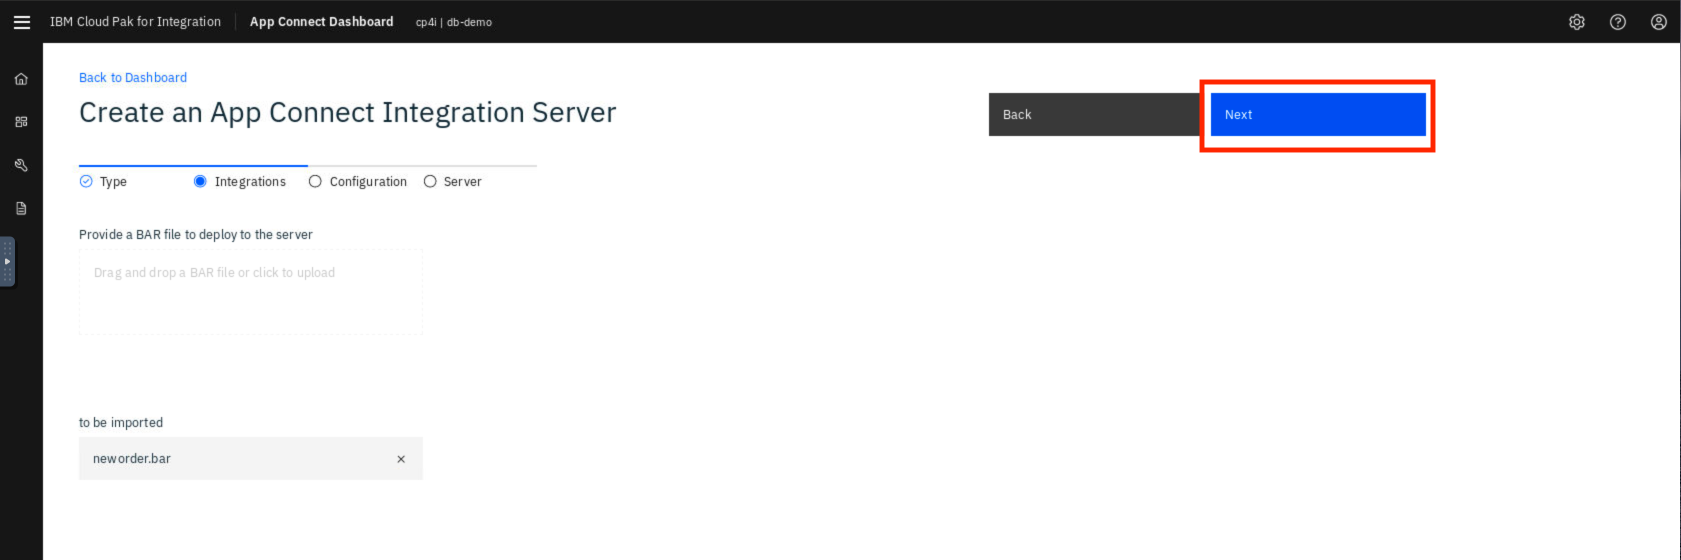 IBM Cloud Pak for Integration App Connect Dashboard cp4i | db-demo
Back to Dashboard
Create an App Connect Integration Server
Back Next
Type Integrations Configuration Server
Provide a BAR file to deploy to the server
Drag and drop a BAR file or click to upload
to be imported
neworder.bar